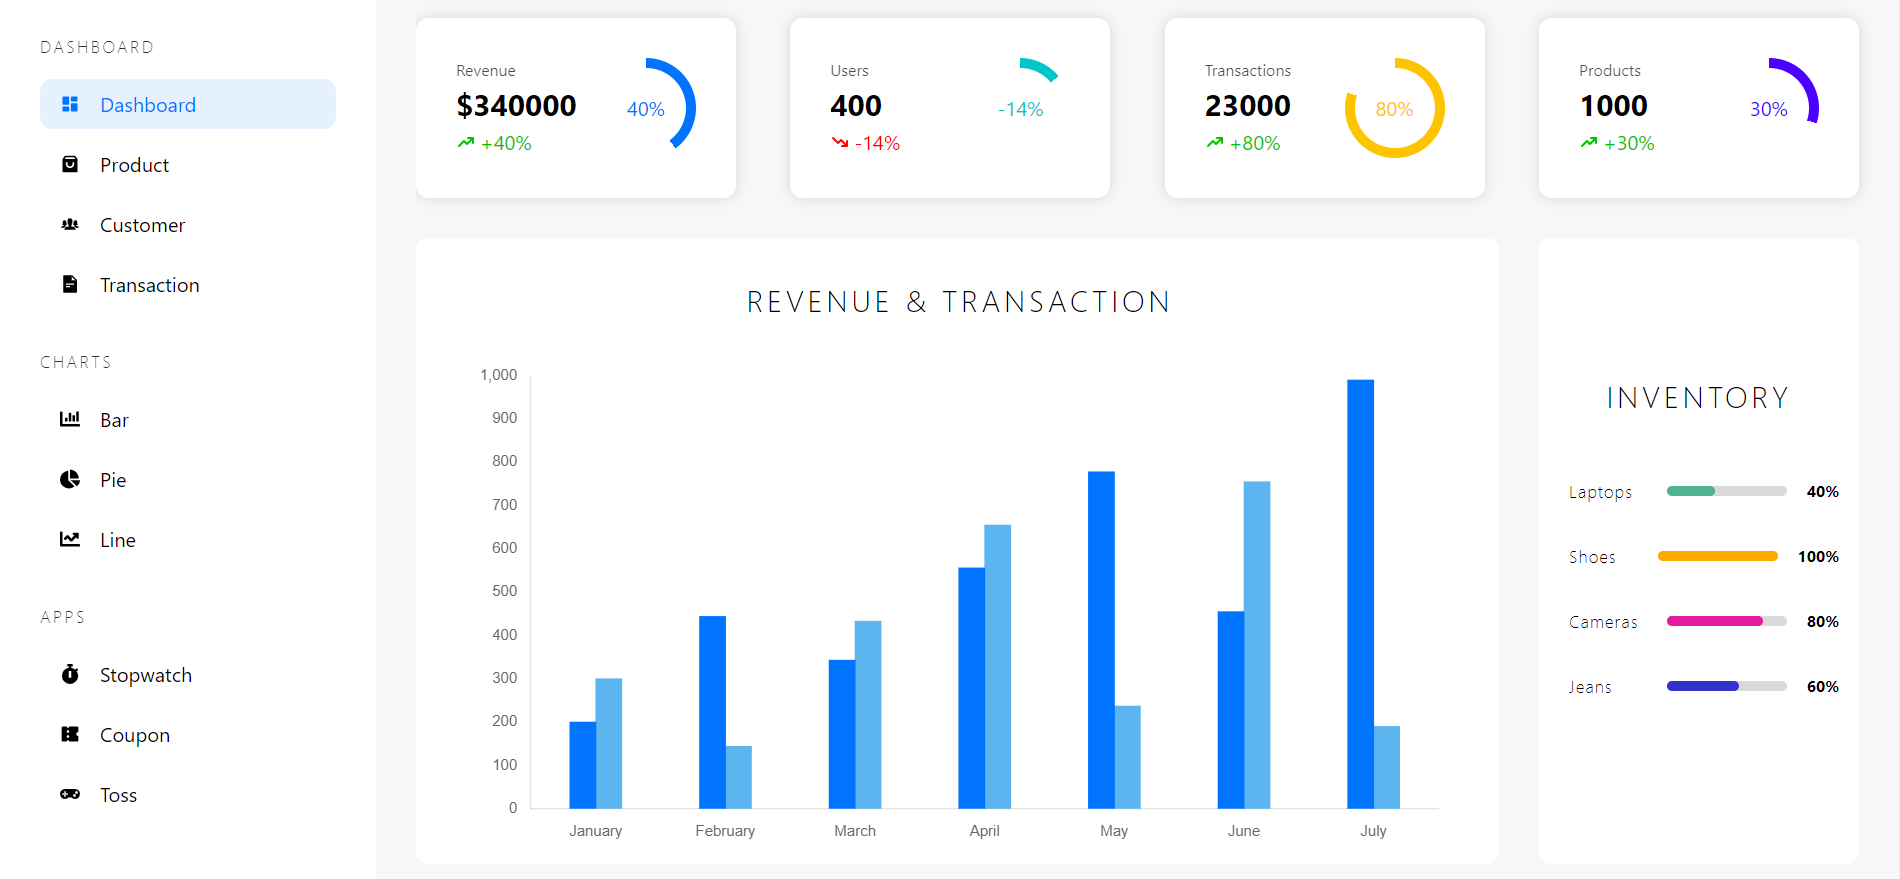 DASHBOARD
Dashboard
Product
Customer
Transaction
CHARTS
Bar
Pie
Line
APPS
Stopwatch
Coupon
Toss
Revenue
$340000
+40%
40%
Users
400
-14%
-14%
Transactions
23000
+80%
80%
Products
1000
+30%
30%
REVENUE & TRANSACTION
1,000
900
800
700
600
500
400
300
200
100
0
January February March April May June July
INVENTORY
Laptops 40%
Shoes 100%
Cameras 80%
Jeans 60%